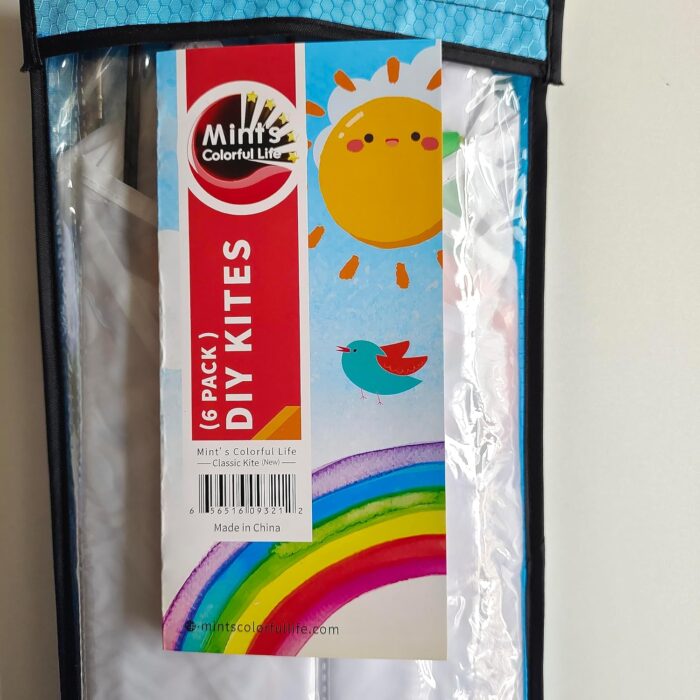 Mint's
Colorful Life
(6 PACK)
DIY KITES
Mint's Colorful Life
Classic Kite (New)
6 56516 09321 2
Made in China
mintscolorfullife.com